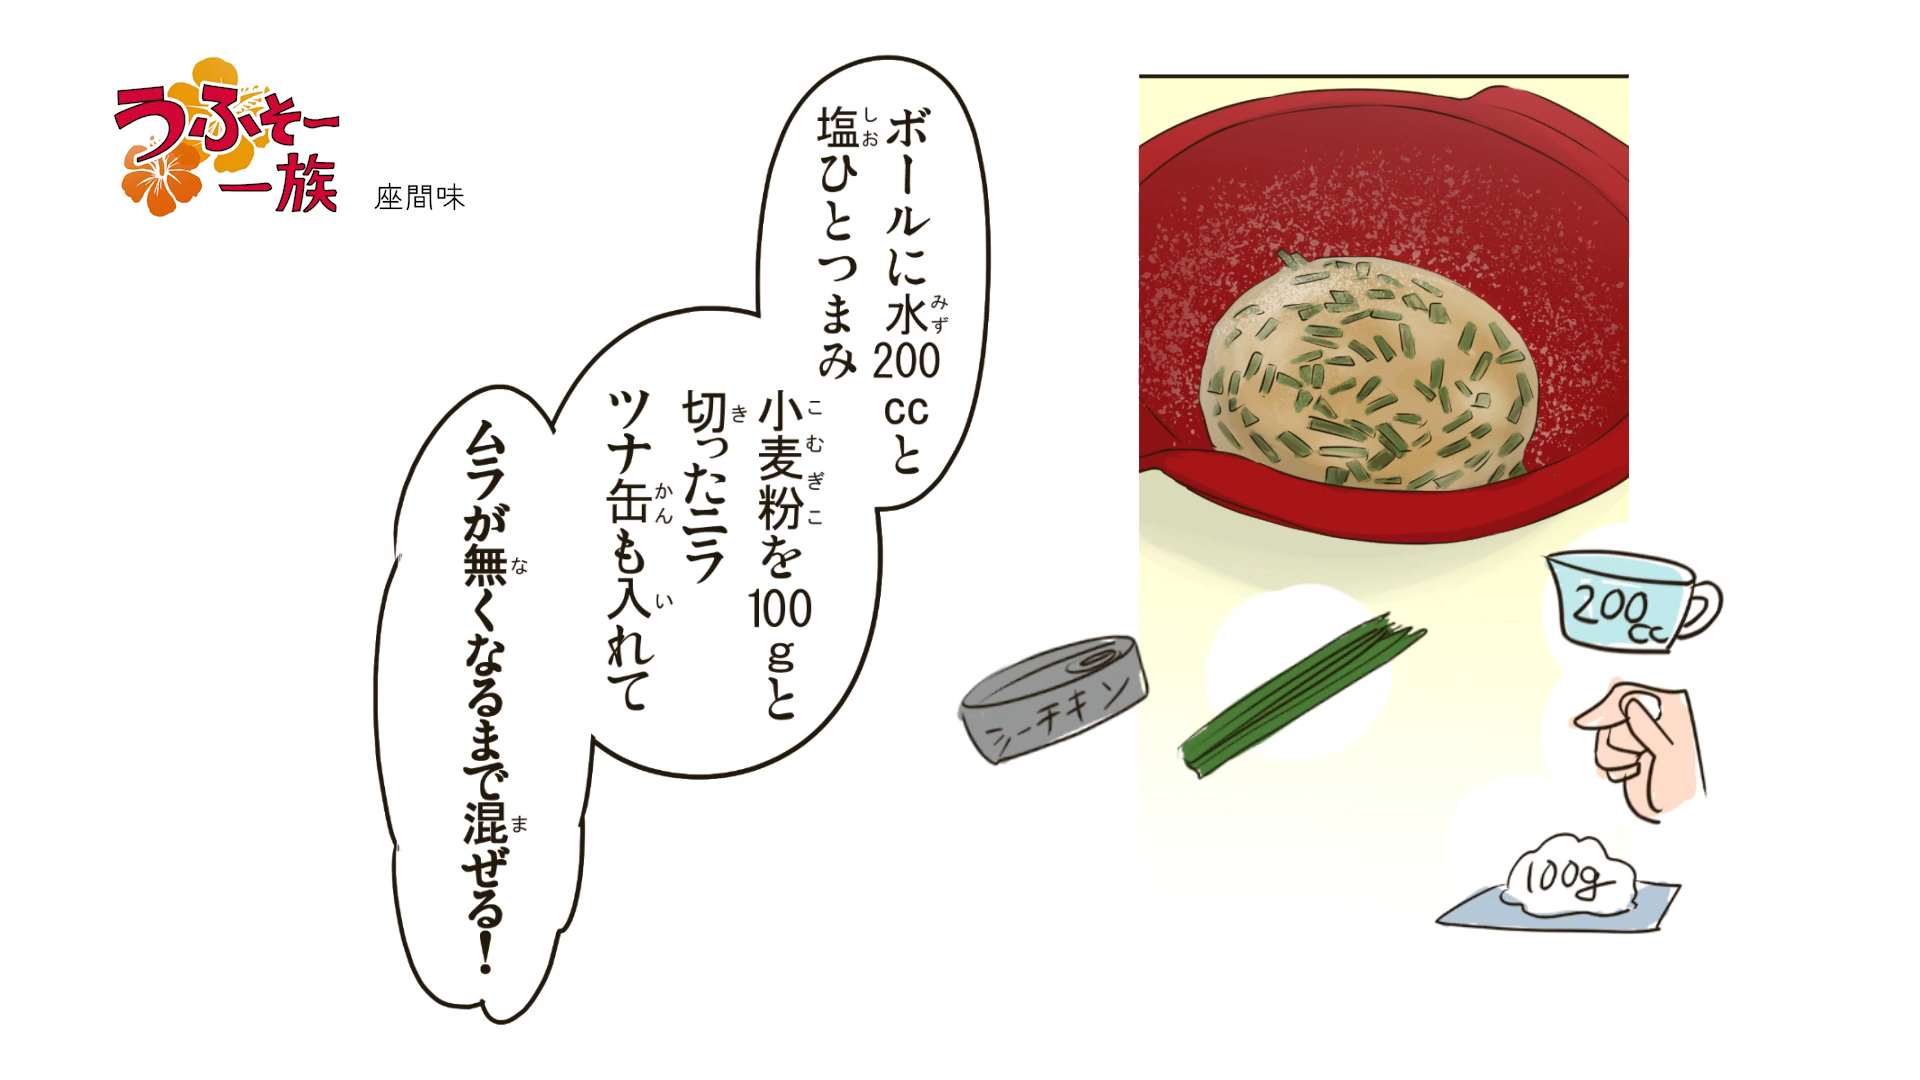 うふそー
一族
座間味
ボールに水200ccと
塩ひとつまみ
小麦粉を100gと
切ったニラ
ツナ缶も入れて
ムラが無くなるまで混ぜる！
シーチキン
200cc
100g